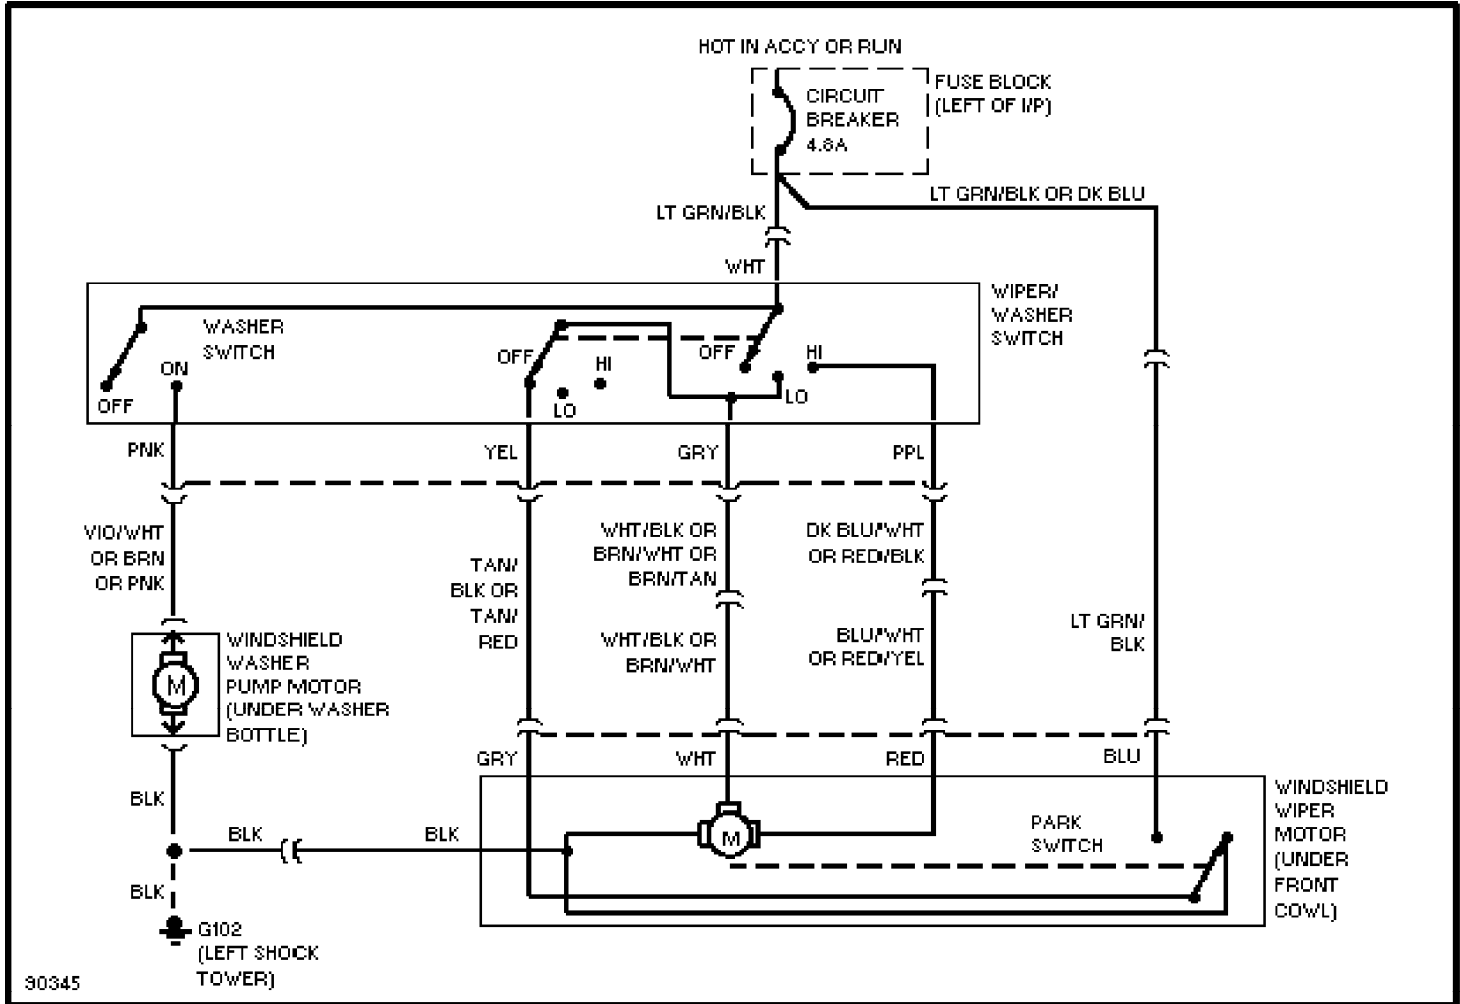 HOT IN ACCY OR RUN
FUSE BLOCK
(LEFT OF I/P)
CIRCUIT
BREAKER
4.8A
LT GRN/BLK OR DK BLU
LT GRN/BLK
WHT
WIPER/
WASHER
SWITCH
WASHER
SWITCH
OFF
ON
OFF
HI
LO
OFF
HI
LO
PNK
YEL
GRY
PPL
VIO/WHT
OR BRN
OR PNK
TAN/
BLK OR
TAN/
RED
WHT/BLK OR
BRN/WHT OR
BRN/TAN
DK BLU/WHT
OR RED/BLK
WHT/BLK OR
BRN/WHT
BLU/WHT
OR RED/YEL
LT GRN/
BLK
M
WINDSHIELD
WASHER
PUMP MOTOR
(UNDER WASHER
BOTTLE)
GRY
WHT
RED
BLU
BLK
BLK
BLK
M
PARK
SWITCH
WINDSHIELD
WIPER
MOTOR
(UNDER
FRONT
COWL)
BLK
G102
(LEFT SHOCK
TOWER)
90345